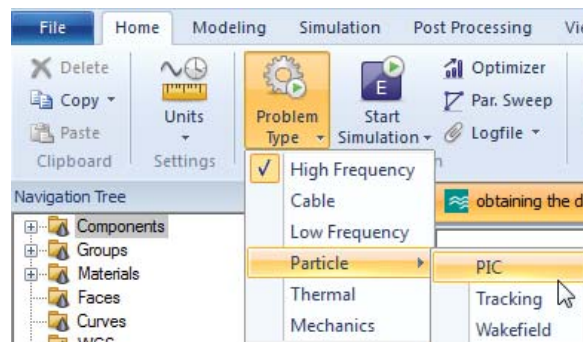 File Home Modeling Simulation Post Processing
Delete
Copy
Paste
Clipboard
Units
Settings
Problem Type
Start Simulation
Optimizer
Par. Sweep
Logfile
Navigation Tree
Components
Groups
Materials
Faces
Curves
High Frequency
Cable
Low Frequency
Particle
Thermal
Mechanics
obtaining the d
PIC
Tracking
Wakefield